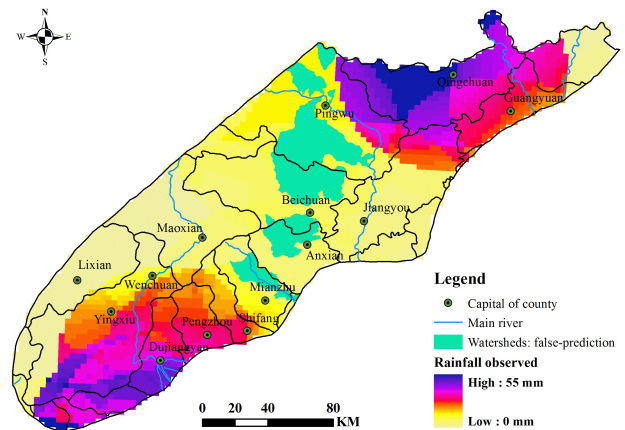 N
W E
S
Qingchuan
Guangyuan
Pingwu
Beichuan
Jiangyou
Maoxian
Anxian
Lixian
Wenchuan
Mianzhu
Yingxiu
Pengzhou
Shifang
Dujiangyan
Legend
Capital of county
Main river
Watersheds: false-prediction
Rainfall observed
High : 55 mm
Low : 0 mm
0 20 40 80
KM